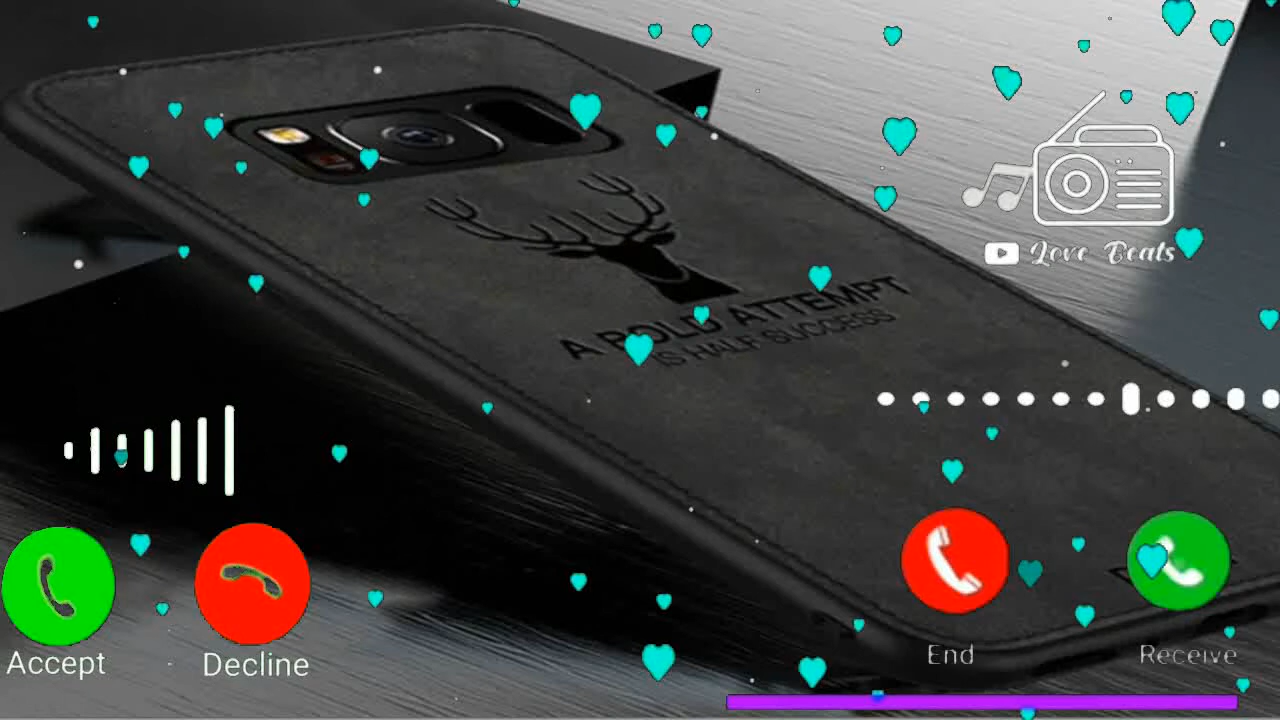 Love Beats
A BOLD ATTEMPT
IS HALF SUCCESS
Accept
Decline
End
Receive